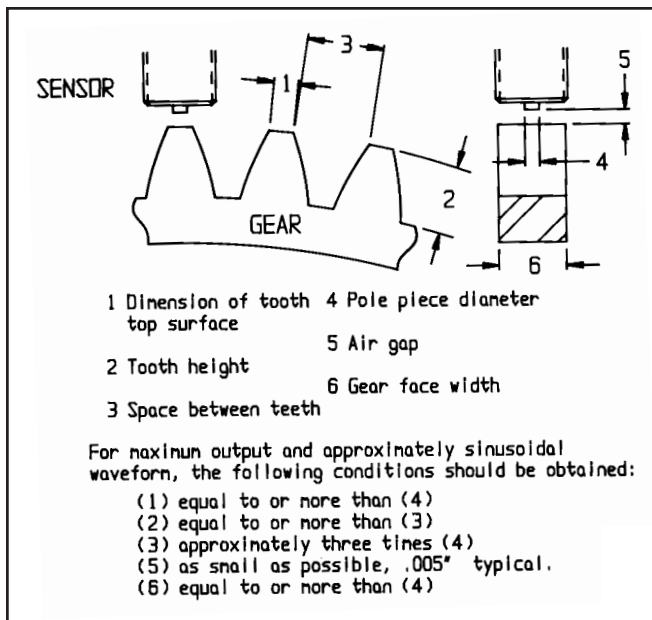 SENSOR
1
3
5
4
2
GEAR
6
1 Dimension of tooth
top surface
2 Tooth height
3 Space between teeth
4 Pole piece diameter
5 Air gap
6 Gear face width
For maximum output and approximately sinusoidal
waveform, the following conditions should be obtained:
(1) equal to or more than (4)
(2) equal to or more than (3)
(3) approximately three times (4)
(5) as small as possible, .005" typical.
(6) equal to or more than (4)